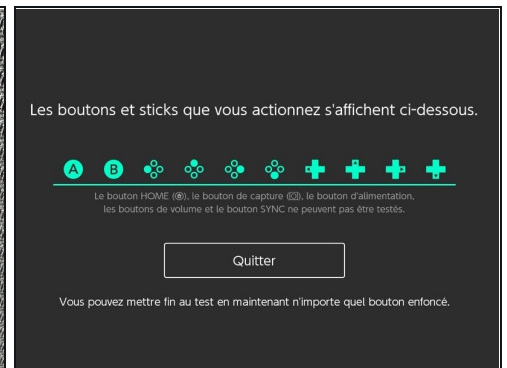 Les boutons et sticks que vous actionnez s'affichent ci-dessous.
A B
Le bouton HOME (), le bouton de capture (), le bouton d'alimentation,
les boutons de volume et le bouton SYNC ne peuvent pas être testés.
Quitter
Vous pouvez mettre fin au test en maintenant n'importe quel bouton enfoncé.